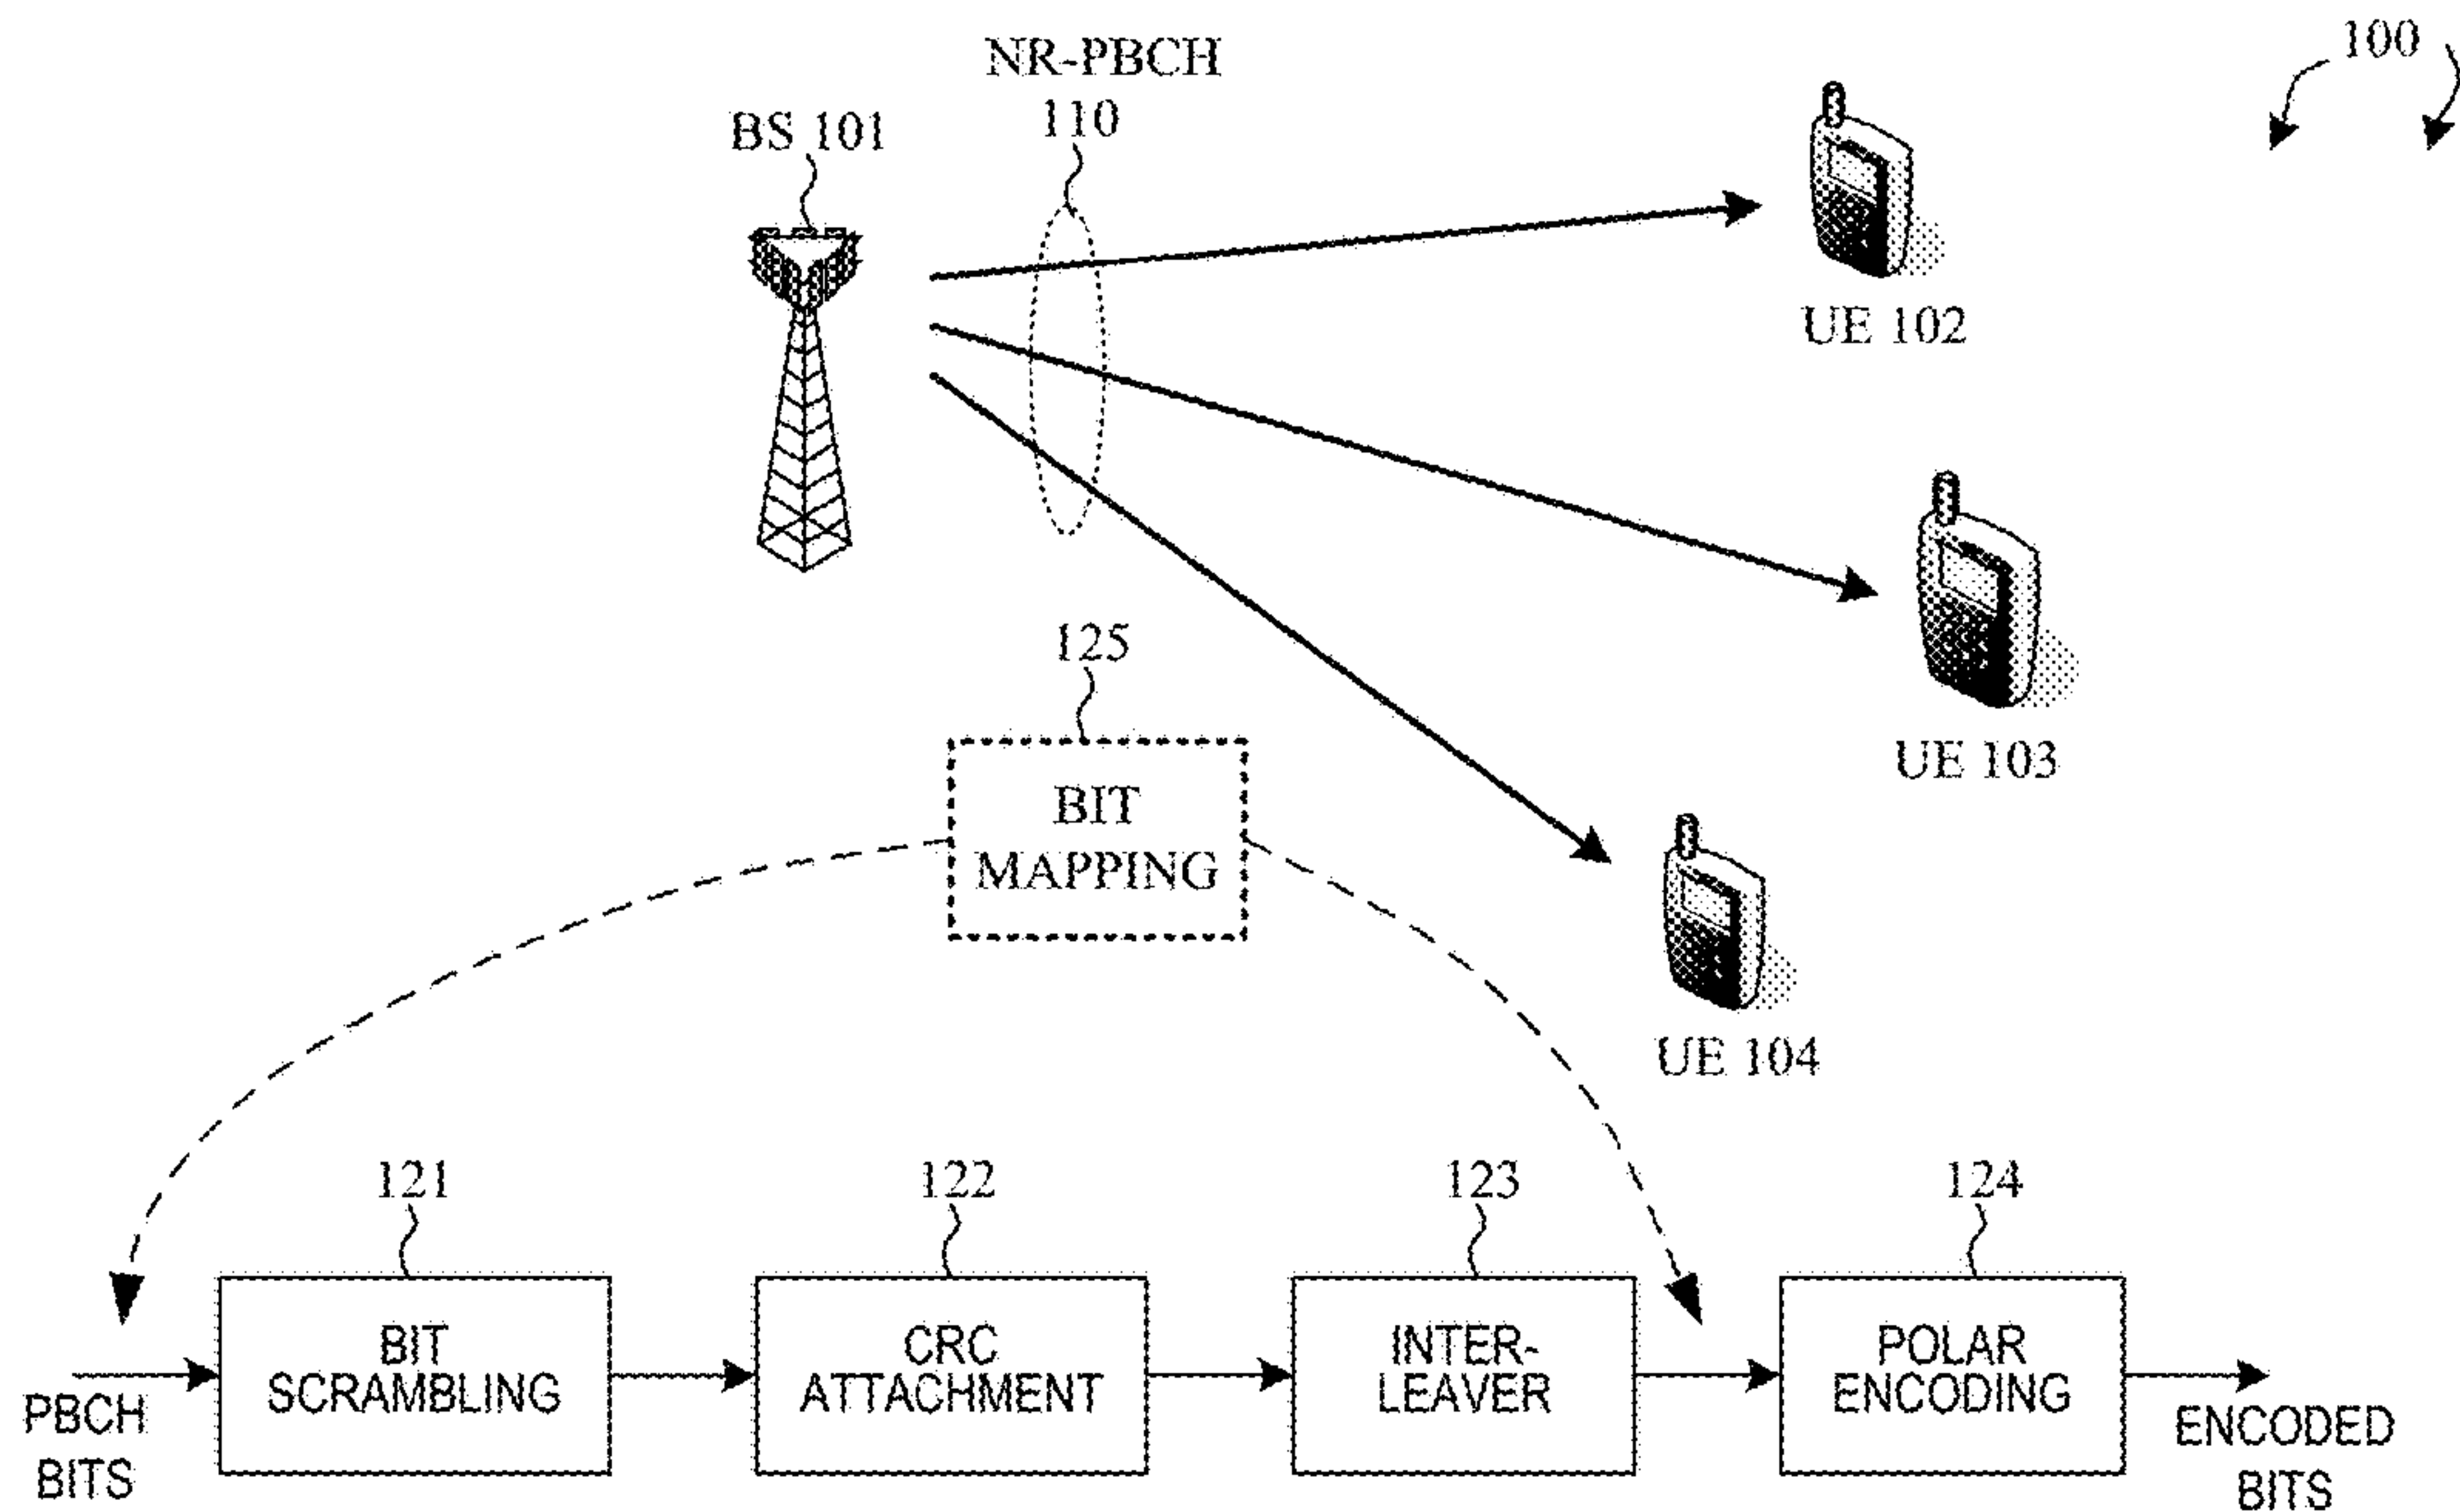 100
NR-PBCH
110
BS 101
UE 102
UE 103
125
BIT
MAPPING
UE 104
121
122
123
124
BIT
SCRAMBLING
CRC
ATTACHMENT
INTER-
LEAVER
POLAR
ENCODING
PBCH
BITS
ENCODED
BITS